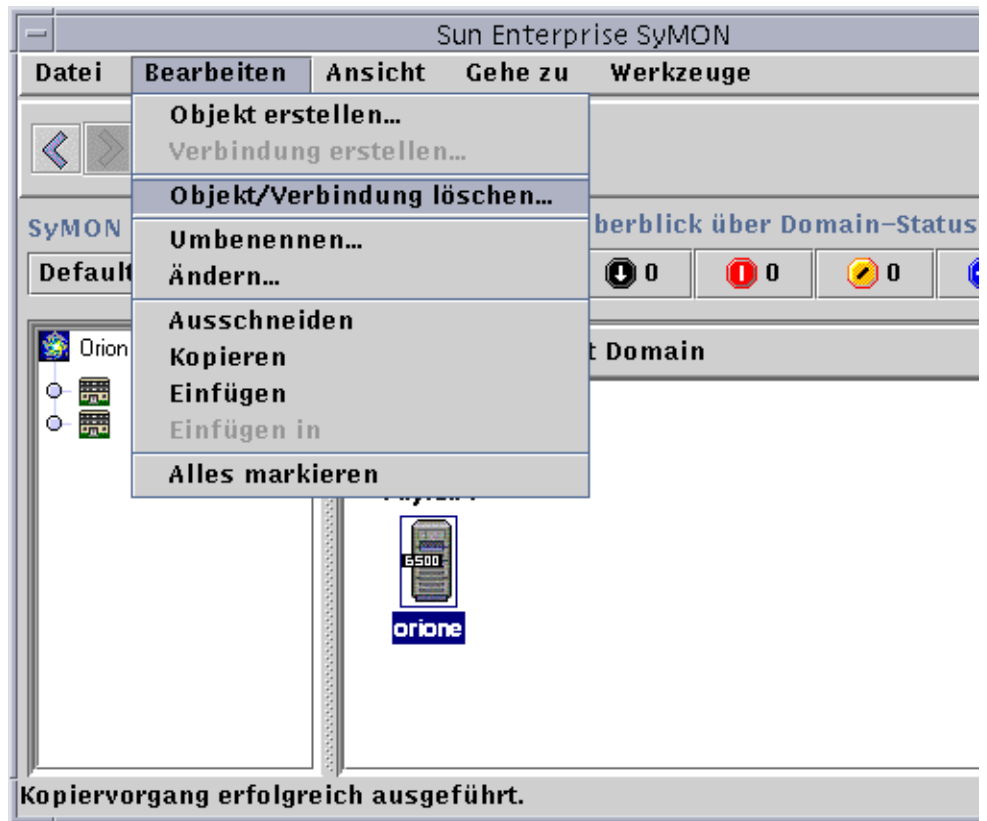 Sun Enterprise SyMON
Datei Bearbeiten Ansicht Gehe zu Werkzeuge
Objekt erstellen...
Verbindung erstellen...
Objekt/Verbindung löschen...
SyMON berblick über Domain-Status
Umbenennen...
Default 0 0 0
Ändern...
Ausschneiden
Orion
t Domain
Kopieren
Einfügen
Einfügen in
Alles markieren
6500
orione
Kopiervorgang erfolgreich ausgeführt.